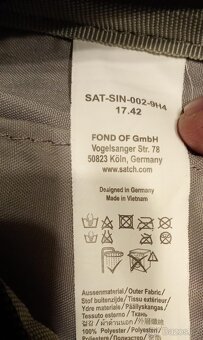 SAT-SIN-002-9H4
17.42
FOND OF GmbH
Vogelsanger Str. 78
50823 Köln, Germany
www.satch.com
Designed in Germany
Made in Vietnam
Aussenmaterial / Outer Fabric /
Stof buitenzijde / Tissu extérieur/
Ydre materiale / Päällyskangas /
Tessuto esterno / Tkanina /
100% Polyester /
Polyester /